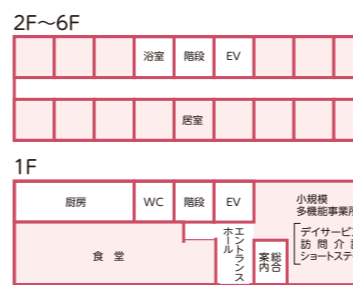 2F～6F
浴室 階段 EV
居室
1F
厨房 WC 階段 EV
小規模
多機能事業所
食堂
エントランス
ホール
総合
案内
デイサービ
訪問介
ショートステ